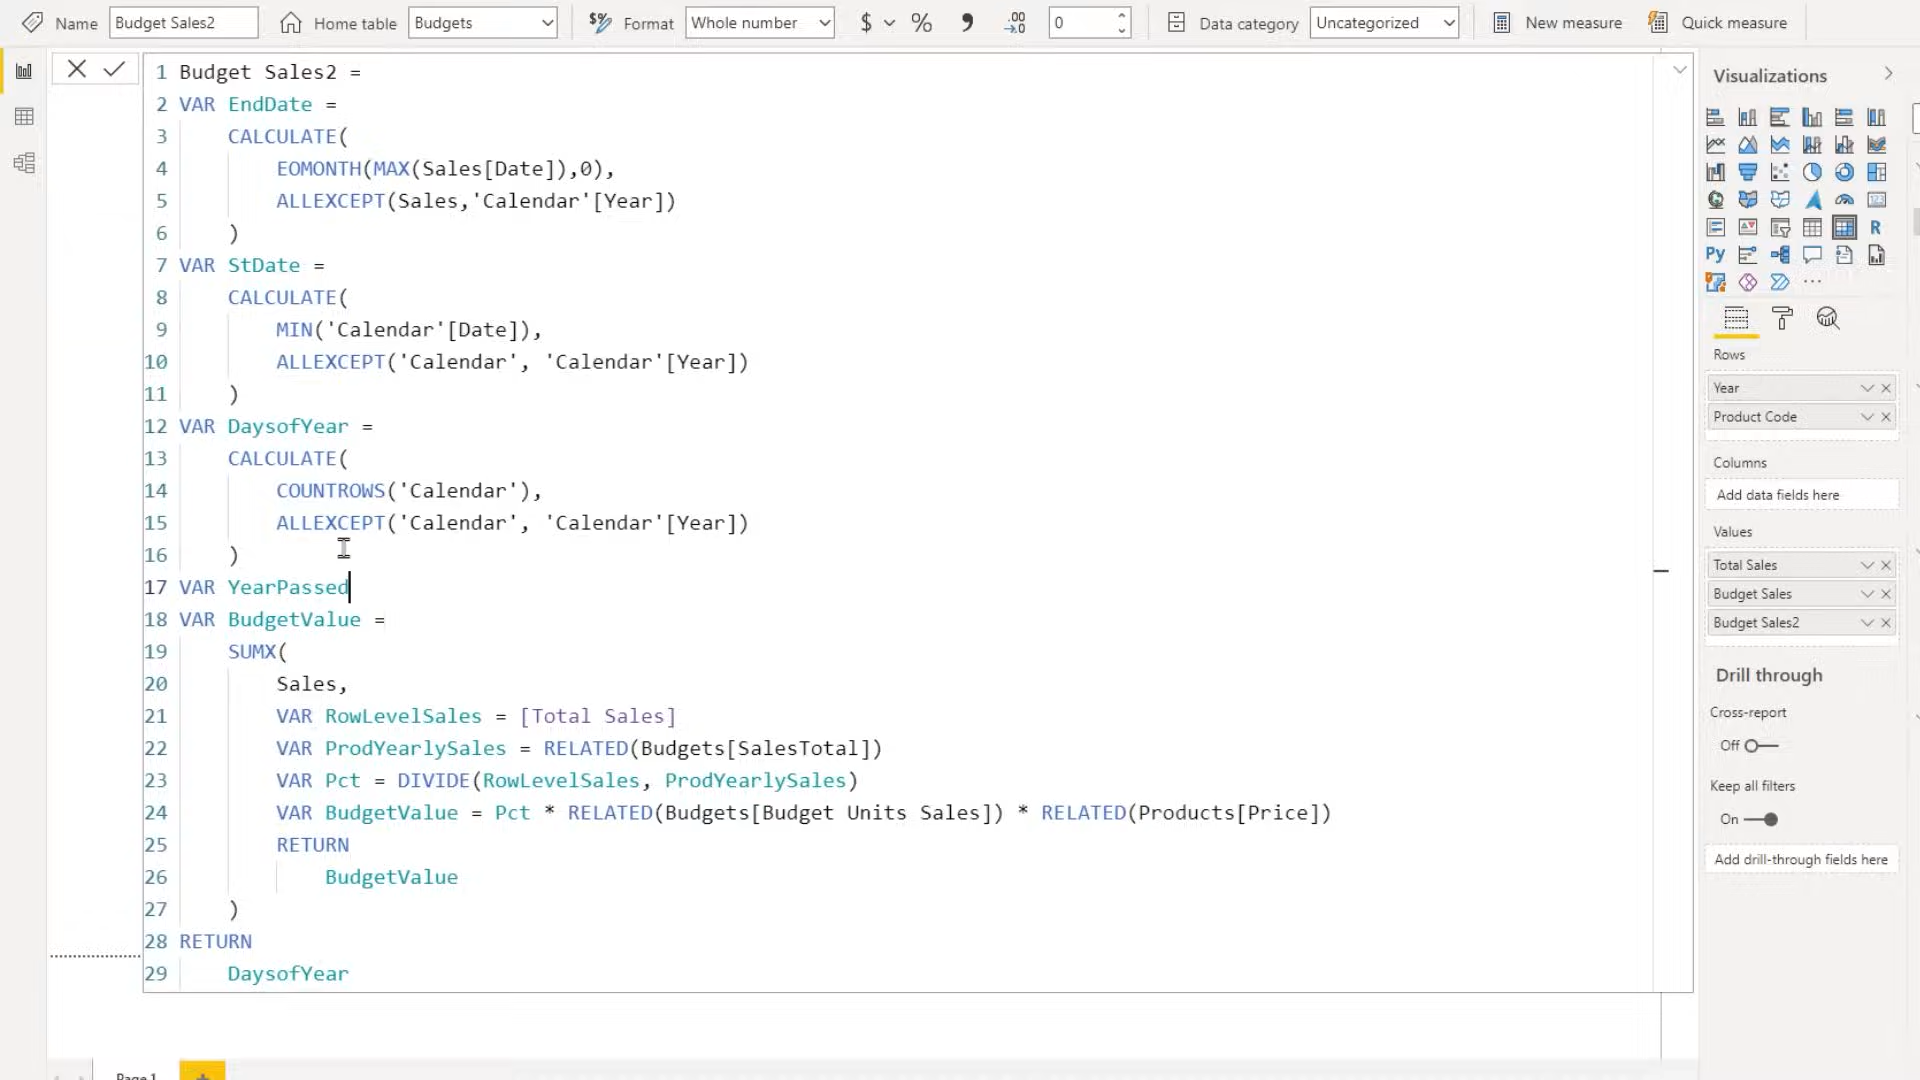 Name Budget Sales2 Home table Budgets Format Whole number $ % 0 Data category Uncategorized New measure Quick measure
1 Budget Sales2 =
2 VAR EndDate =
3 CALCULATE(
4 EOMONTH(MAX(Sales[Date]),0),
5 ALLEXCEPT(Sales,'Calendar'[Year])
6 )
7 VAR StDate =
8 CALCULATE(
9 MIN('Calendar'[Date]),
10 ALLEXCEPT('Calendar', 'Calendar'[Year])
11 )
12 VAR DaysofYear =
13 CALCULATE(
14 COUNTROWS('Calendar'),
15 ALLEXCEPT('Calendar', 'Calendar'[Year])
16 )
17 VAR YearPassed
18 VAR BudgetValue =
19 SUMX(
20 Sales,
21 VAR RowLevelSales = [Total Sales]
22 VAR ProdYearlySales = RELATED(Budgets[SalesTotal])
23 VAR Pct = DIVIDE(RowLevelSales, ProdYearlySales)
24 VAR BudgetValue = Pct * RELATED(Budgets[Budget Units Sales]) * RELATED(Products[Price])
25 RETURN
26 BudgetValue
27 )
28 RETURN
29 DaysofYear
Page 1
Visualizations
R
Py
Rows
Year
Product Code
Columns
Add data fields here
Values
Total Sales
Budget Sales
Budget Sales2
Drill through
Cross-report
Off
Keep all filters
On
Add drill-through fields here